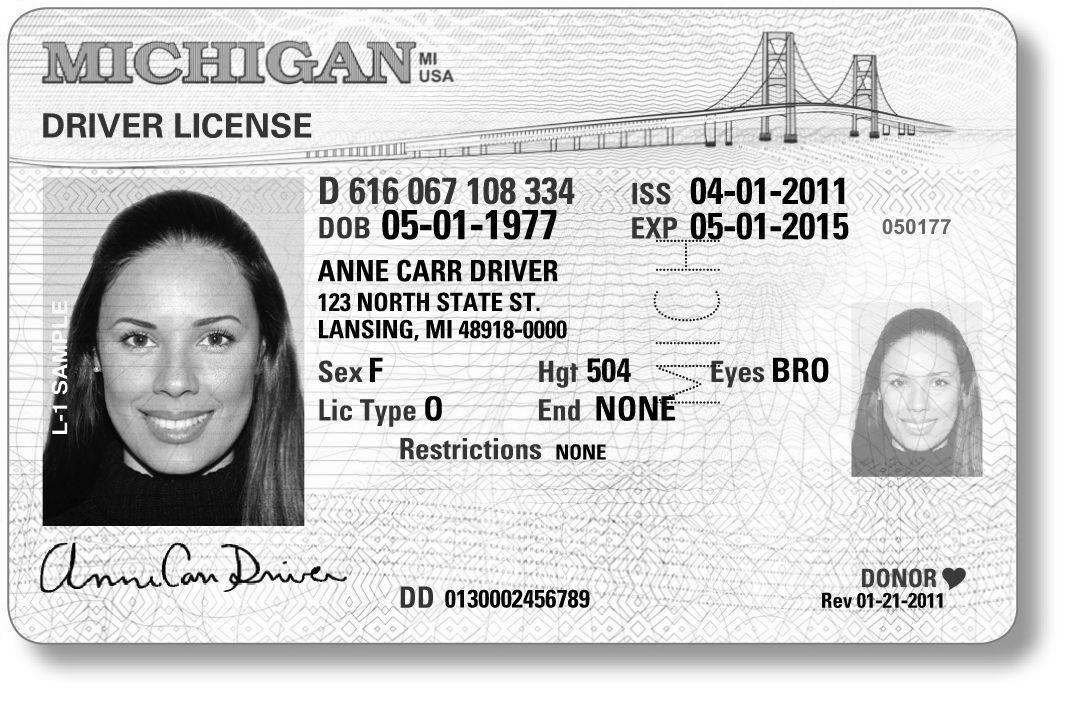 MICHIGAN MI USA
DRIVER LICENSE
D 616 067 108 334 ISS 04-01-2011
DOB 05-01-1977 EXP 05-01-2015 050177
ANNE CARR DRIVER
123 NORTH STATE ST.
LANSING, MI 48918-0000
MICH
Sex F Hgt 504 Eyes BRO
Lic Type O End NONE
Restrictions NONE
L-1 SAMPLE
Anne Carr Driver
DD 0130002456789
DONOR
Rev 01-21-2011